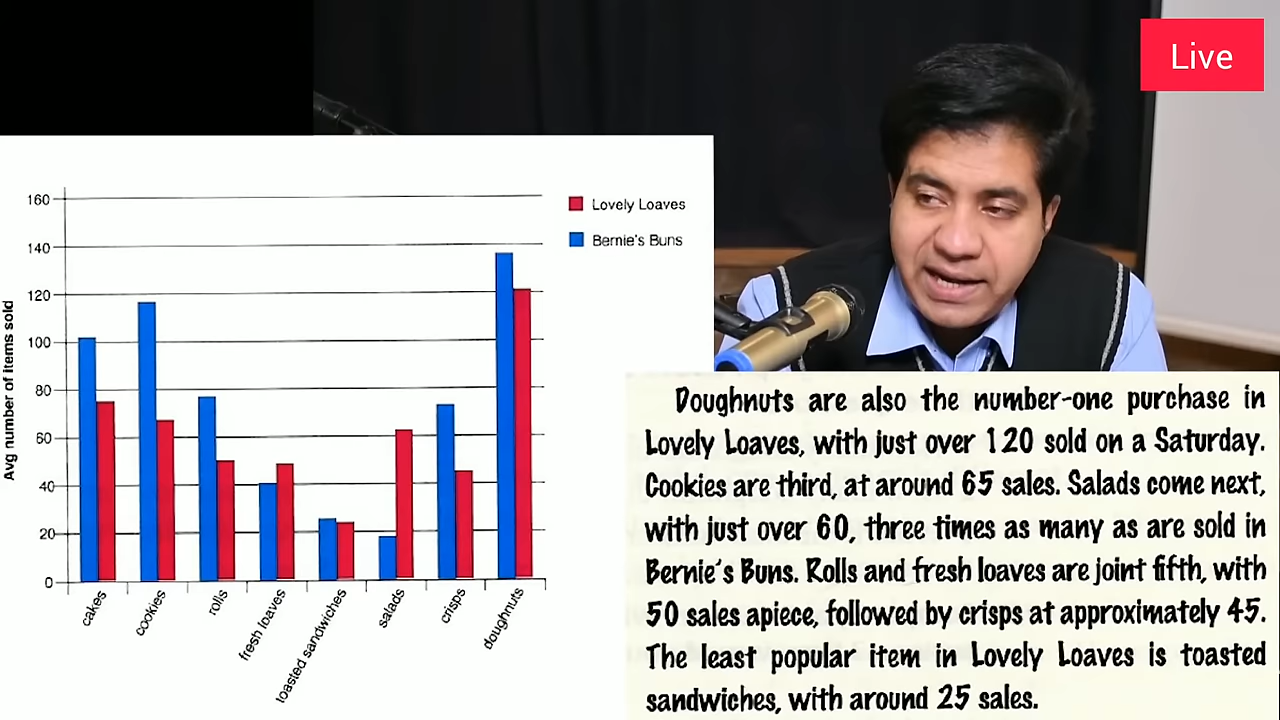 Live
160
140
120
100
80
60
40
20
0
Avg number of items sold
cakes
cookies
rolls
fresh loaves
toasted sandwiches
salads
crisps
doughnuts
Lovely Loaves
Bernie's Buns
Doughnuts are also the number-one purchase in
Lovely Loaves, with just over 120 sold on a Saturday.
Cookies are third, at around 65 sales. Salads come next,
with just over 60, three times as many as are sold in
Bernie's Buns. Rolls and fresh loaves are joint fifth, with
50 sales apiece, followed by crisps at approximately 45.
The least popular item in Lovely Loaves is toasted
sandwiches, with around 25 sales.